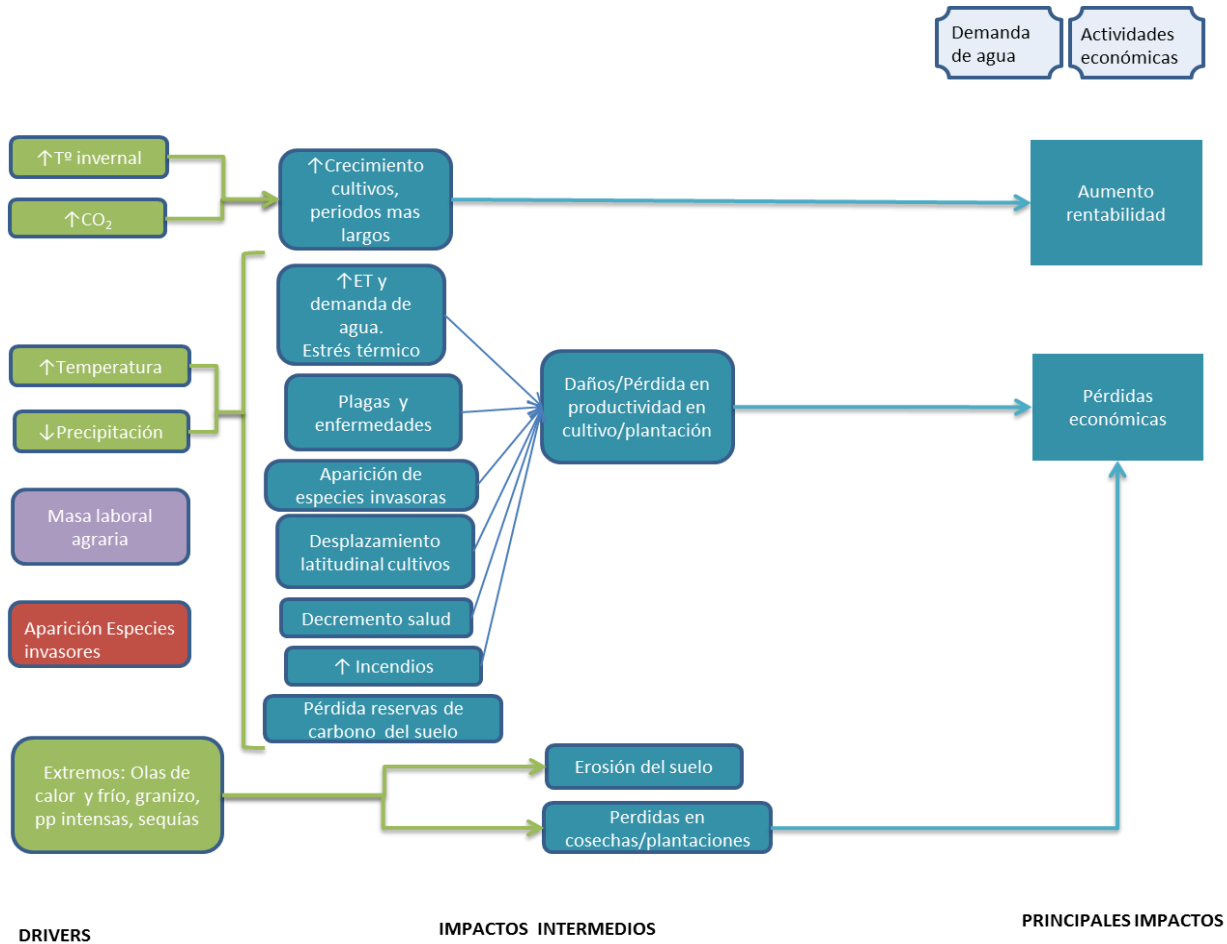 Demanda
de agua
Actividades
económicas
↑Tº invernal
↑CO₂
↑Crecimiento
cultivos,
periodos mas
largos
Aumento
rentabilidad
↑ET y
demanda de
agua.
Estrés térmico
↑Temperatura
↓Precipitación
Plagas y
enfermedades
Daños/Pérdida en
productividad en
cultivo/plantación
Pérdidas
económicas
Aparición de
especies invasoras
Masa laboral
agraria
Desplazamiento
latitudinal cultivos
Decremento salud
Aparición Especies
invasores
↑ Incendios
Pérdida reservas de
carbono del suelo
Extremos: Olas de
calor y frío, granizo,
pp intensas, sequías
Erosión del suelo
Perdidas en
cosechas/plantaciones
DRIVERS
IMPACTOS INTERMEDIOS
PRINCIPALES IMPACTOS